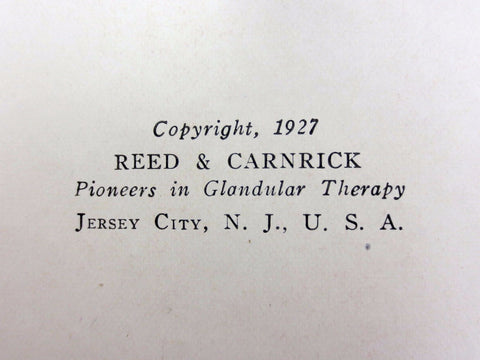 Copyright, 1927
REED & CARNRICK
Pioneers in Glandular Therapy
JERSEY CITY, N. J., U. S. A.